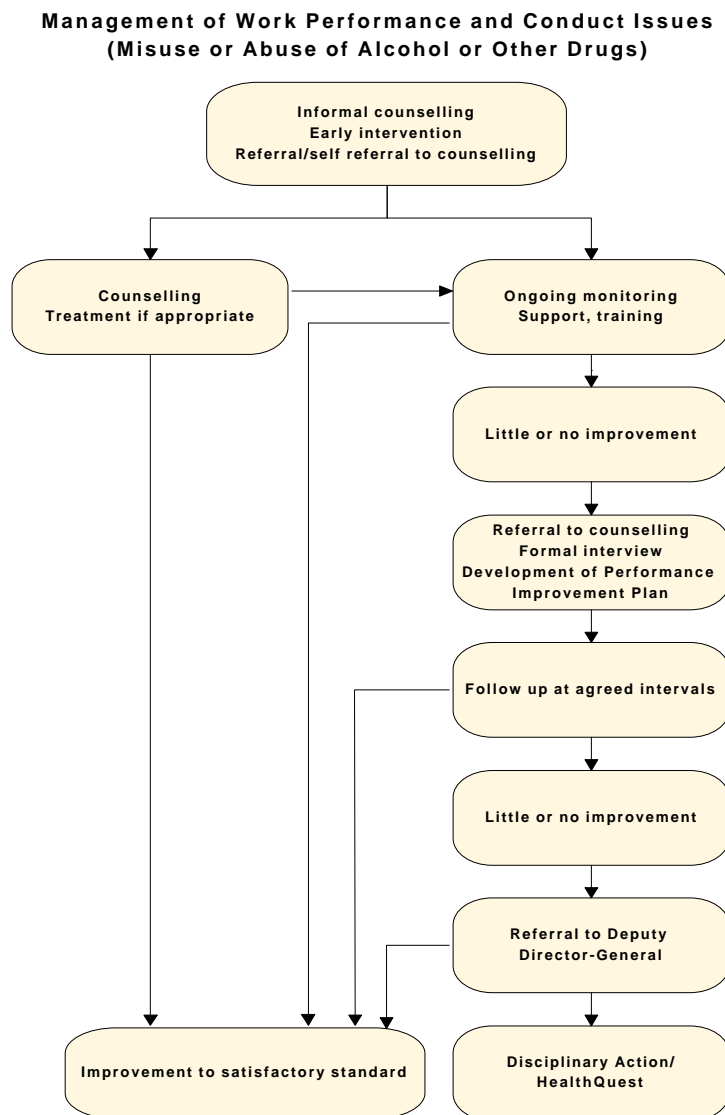 Management of Work Performance and Conduct Issues
(Misuse or Abuse of Alcohol or Other Drugs)
Informal counselling
Early intervention
Referral/self referral to counselling
Counselling
Treatment if appropriate
Ongoing monitoring
Support, training
Little or no improvement
Referral to counselling
Formal interview
Development of Performance
Improvement Plan
Follow up at agreed intervals
Little or no improvement
Referral to Deputy
Director-General
Improvement to satisfactory standard
Disciplinary Action/
HealthQuest